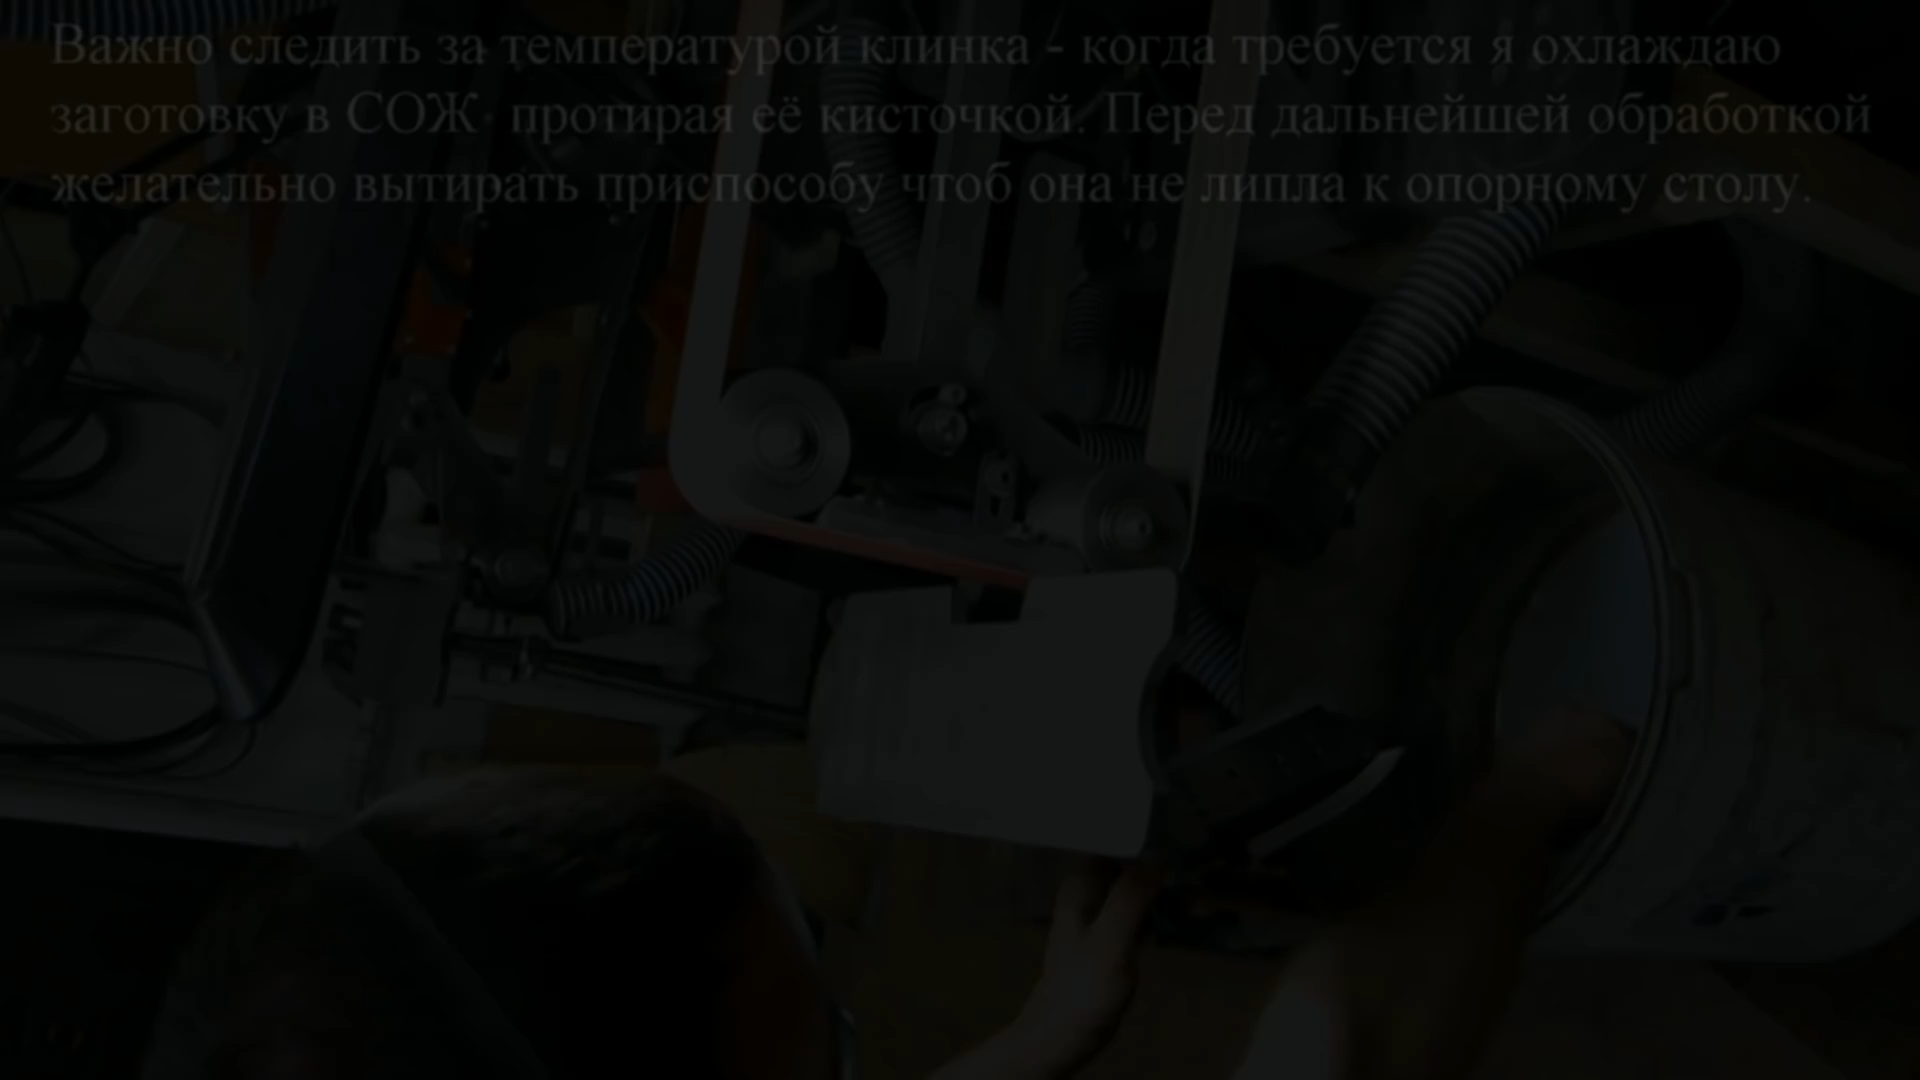 Важно следить за температурой клинка - когда требуется я охлаждаю
заготовку в СОЖ протирая её кисточкой. Перед дальнейшей обработкой
желательно вытирать приспособу чтоб она не липла к опорному столу.